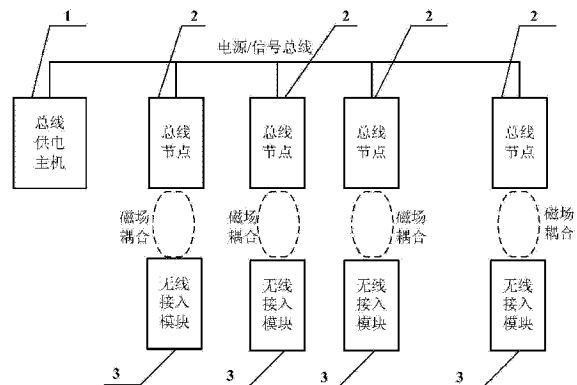 1
2
2
2
2
电源/信号总线
总线
供电
主机
总线
节点
总线
节点
总线
节点
总线
节点
磁场
耦合
磁场
耦合
磁场
耦合
磁场
耦合
无线
接入
模块
无线
接入
模块
无线
接入
模块
无线
接入
模块
3
3
3
3